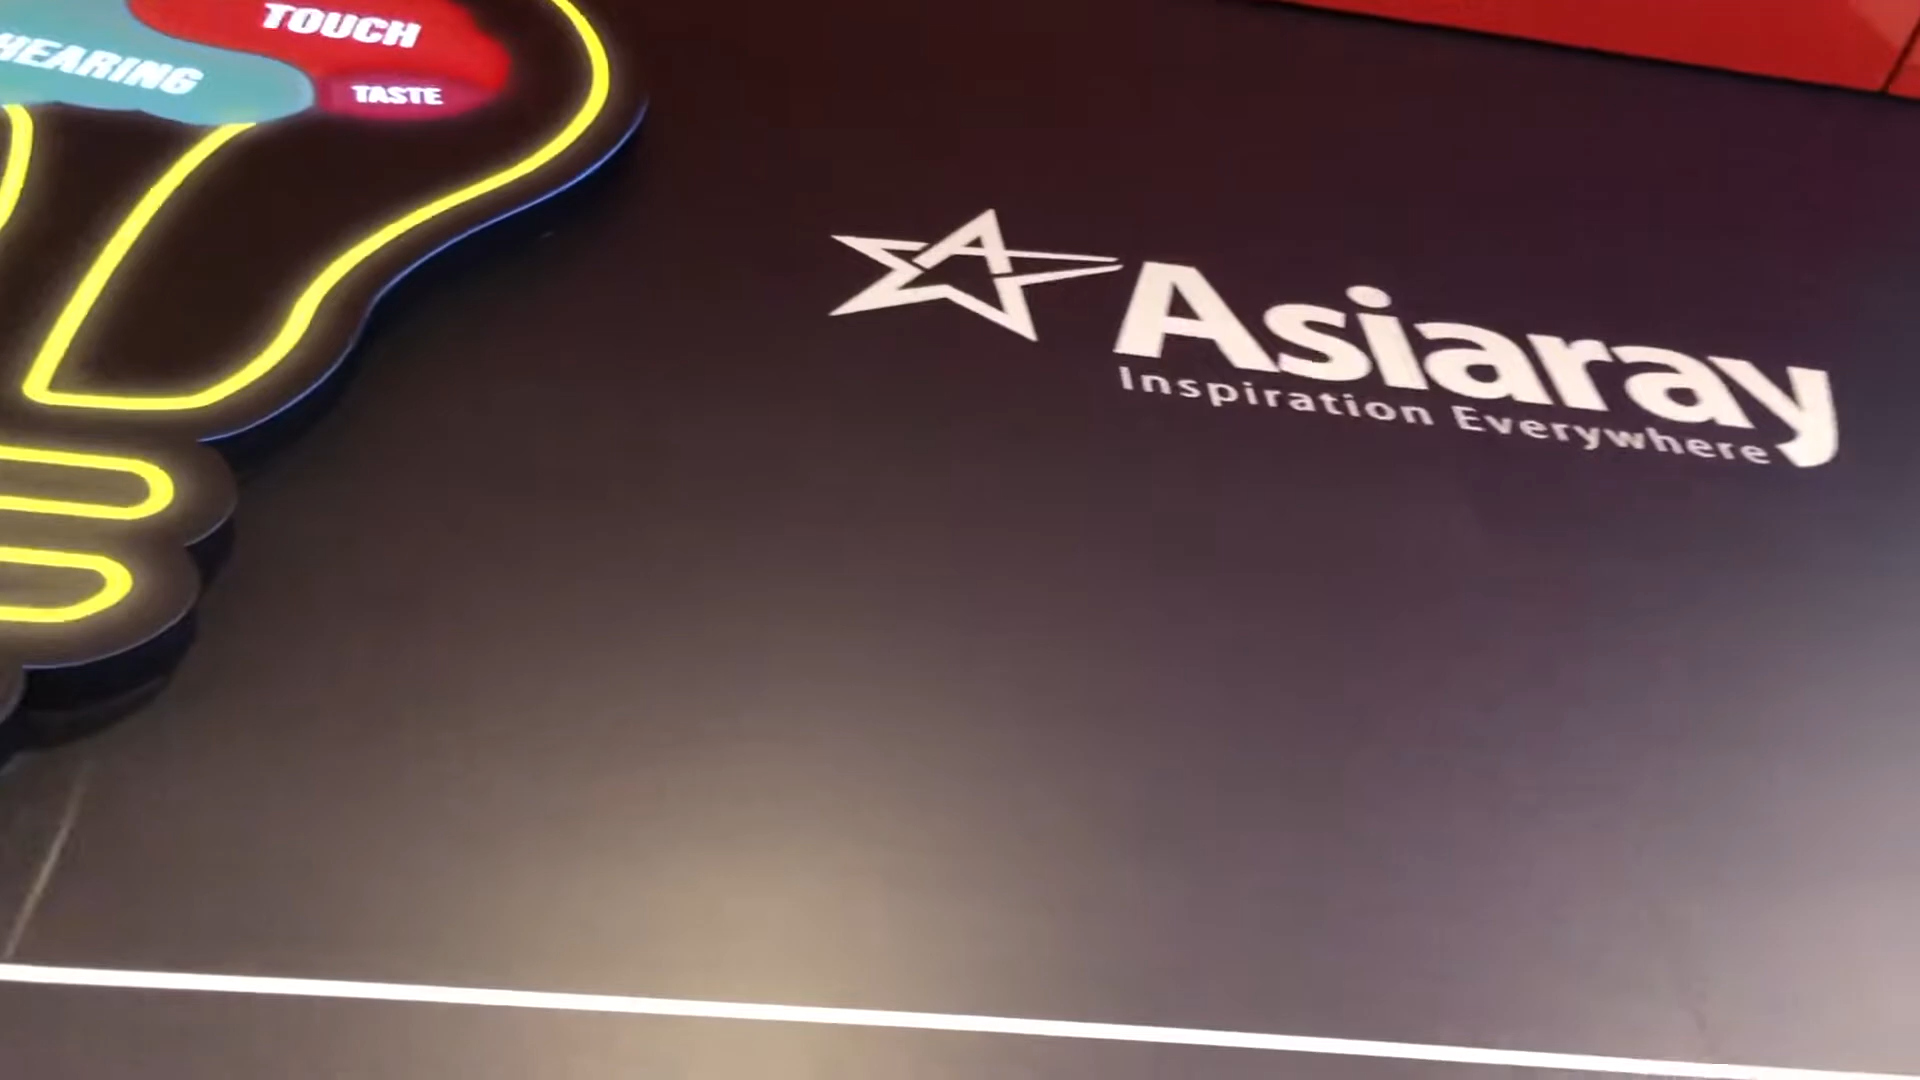 TOUCH
HEARING
TASTE
Asiaray
Inspiration Everywhere